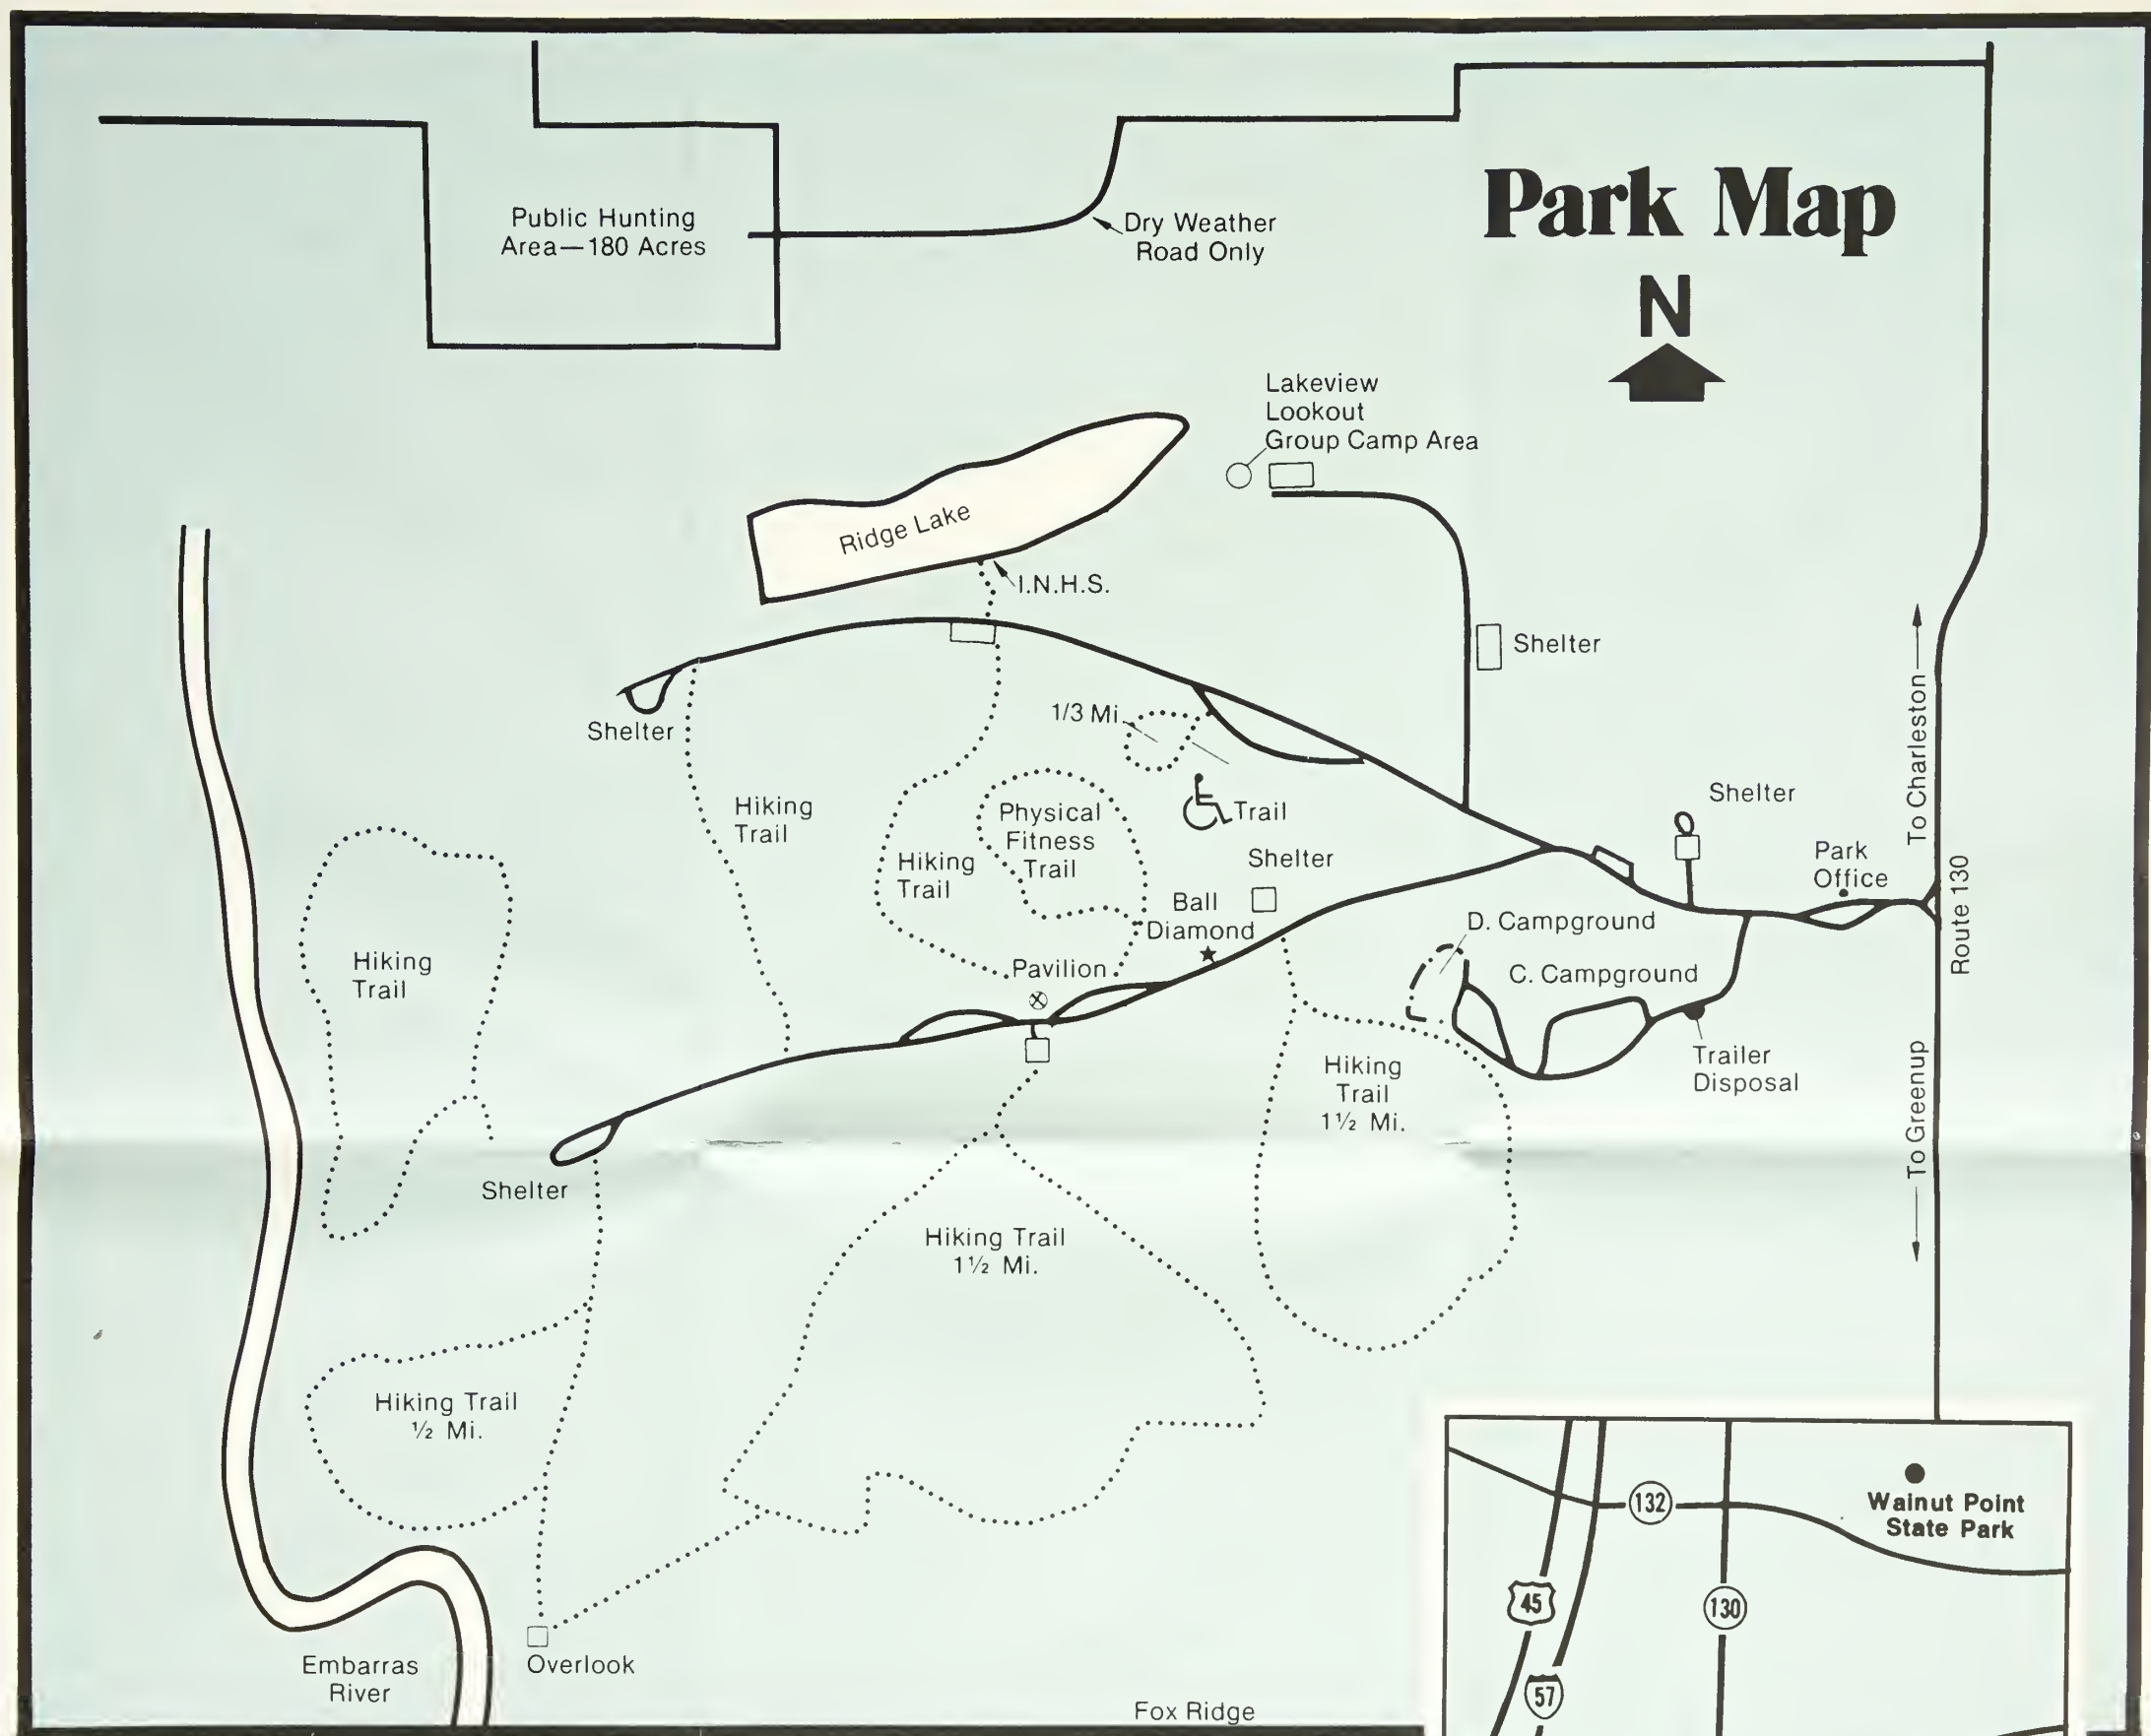 Park Map
N
Public Hunting
Area—180 Acres
Dry Weather
Road Only
Lakeview
Lookout
Group Camp Area
Ridge Lake
I.N.H.S.
Shelter
Shelter
1/3 Mi.
Trail
Hiking
Trail
Physical
Fitness
Trail
Hiking
Trail
Shelter
Ball
Diamond
Pavilion
Shelter
Park
Office
To Charleston
Route 130
To Greenup
D. Campground
C. Campground
Trailer
Disposal
Hiking
Trail
Hiking
Trail
1½ Mi.
Shelter
Hiking Trail
1½ Mi.
Hiking Trail
½ Mi.
Embarras
River
Overlook
Fox Ridge
132
Walnut Point
State Park
45
130
57